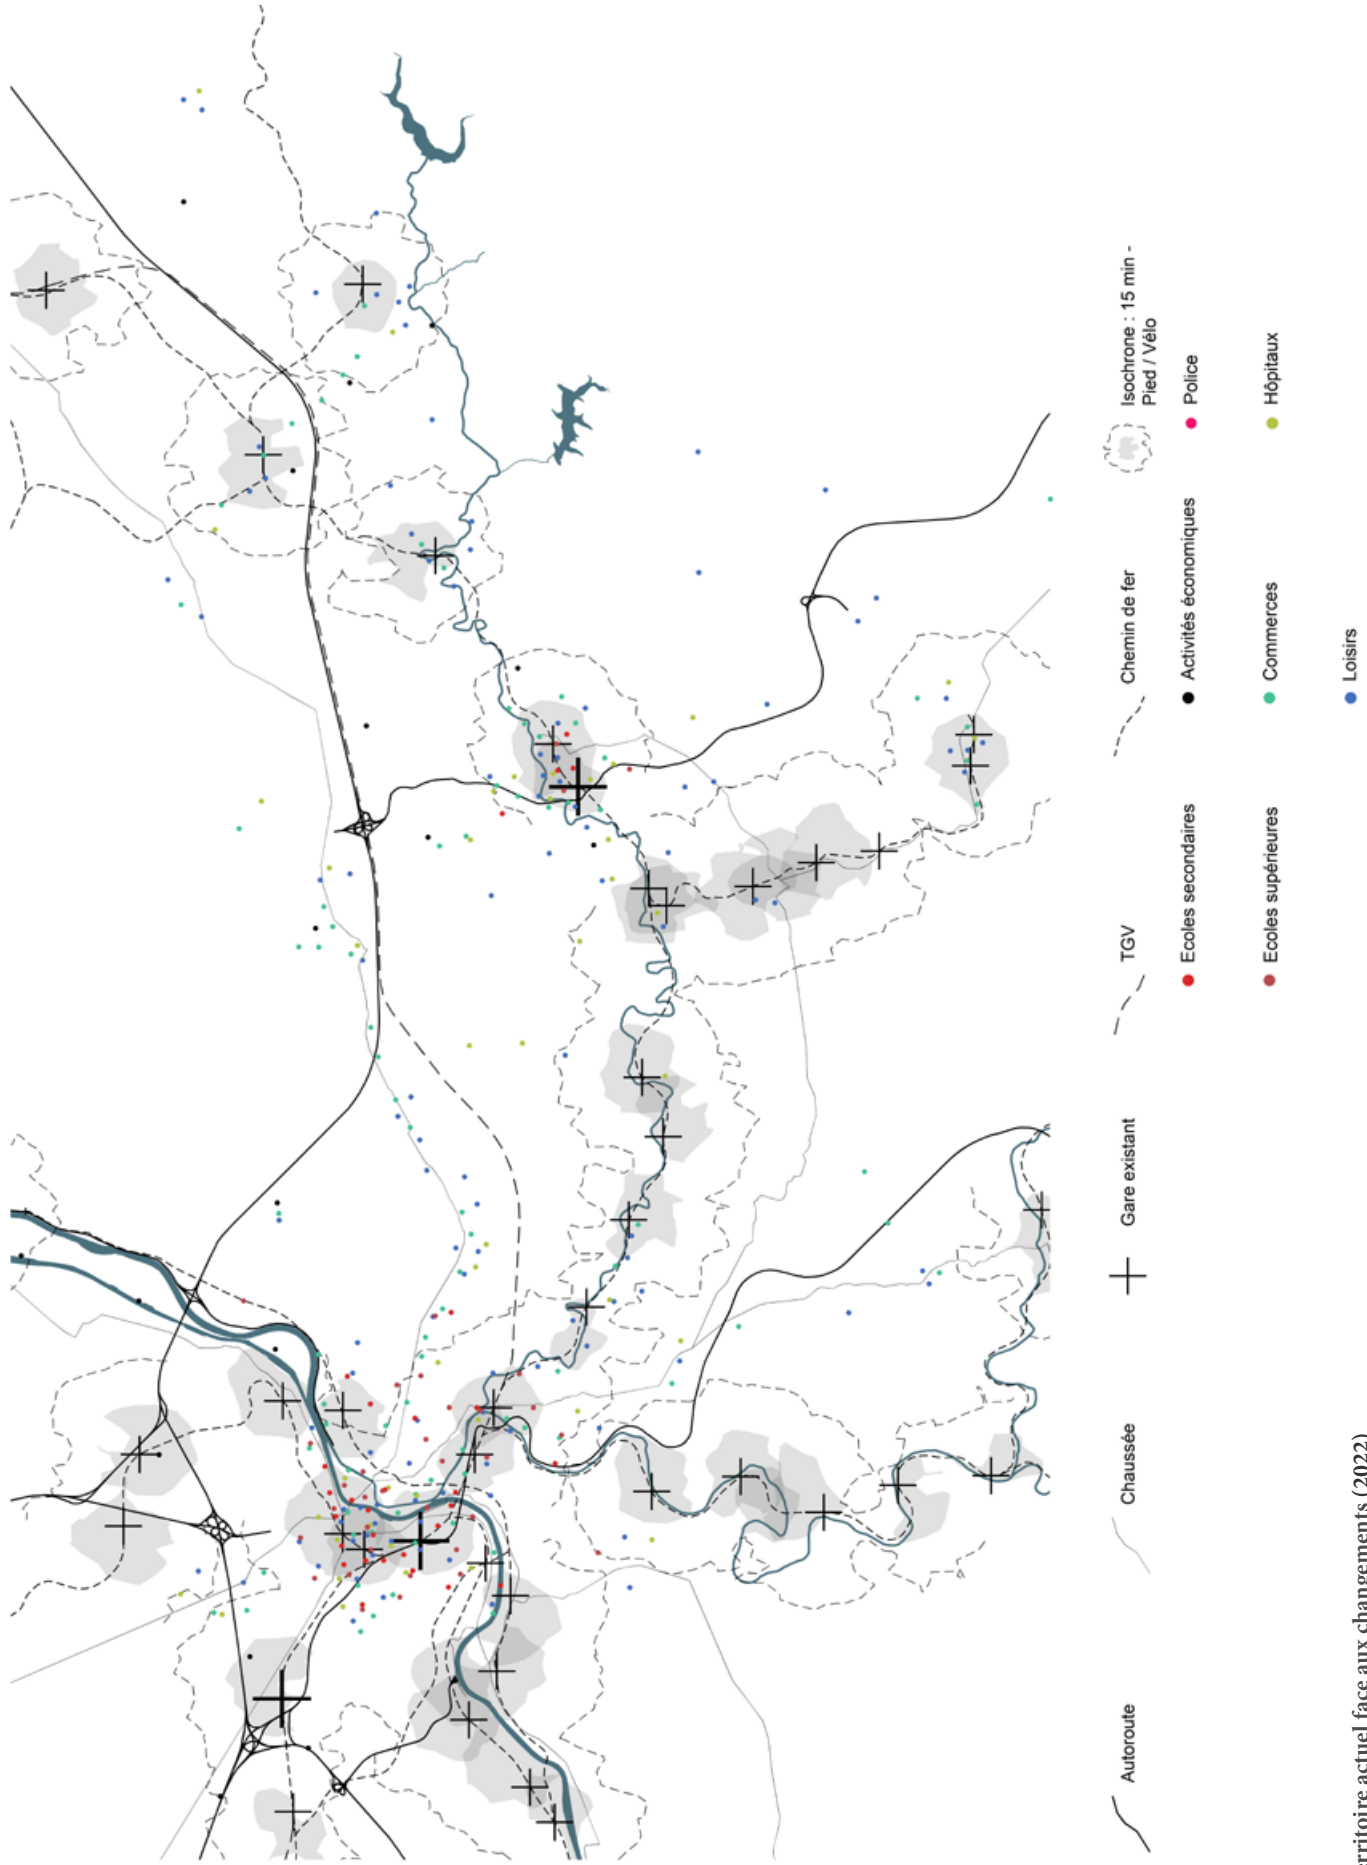 Autoroute
Chaussée
Gare existant
TGV
Chemin de fer
Isochrone : 15 min -
Pied / Vélo
Ecoles secondaires
Activités économiques
Police
Ecoles supérieures
Commerces
Hôpitaux
Loisirs
actuel face aux changements (2022)